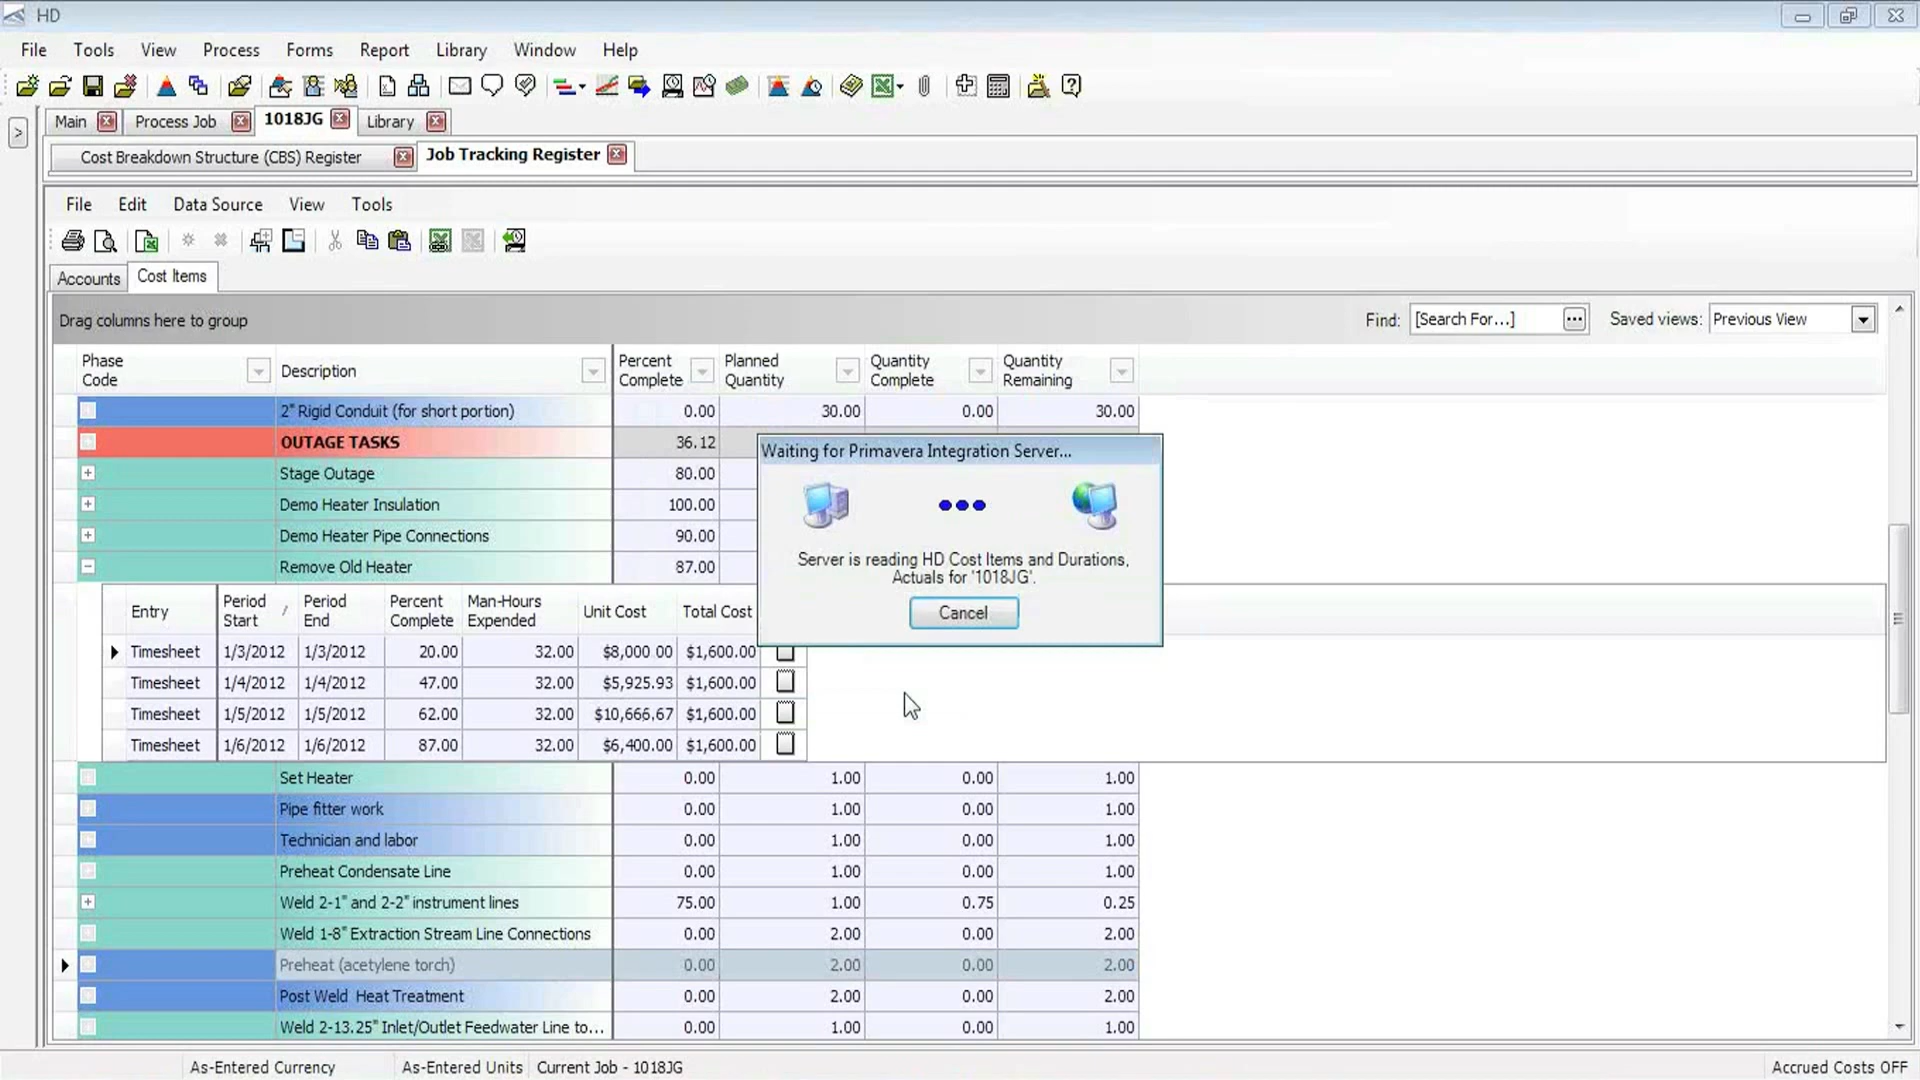 HD
File Tools View Process Forms Report Library Window Help
Main Process Job 1018JG Library
>
Cost Breakdown Structure (CBS) Register Job Tracking Register
File Edit Data Source View Tools
Accounts Cost Items
Drag columns here to group Find: [Search For...] Saved views: Previous View
Phase Code Description Percent Complete Planned Quantity Quantity Complete Quantity Remaining
2" Rigid Conduit (for short portion) 0.00 30.00 0.00 30.00
OUTAGE TASKS 36.12
Stage Outage 80.00
Demo Heater Insulation 100.00
Demo Heater Pipe Connections 90.00
Remove Old Heater 87.00
Waiting for Primavera Integration Server...
Server is reading HD Cost Items and Durations,
Actuals for '1018JG'.
Cancel
Entry Period Start / Period End Percent Complete Man-Hours Expended Unit Cost Total Cost
Timesheet 1/3/2012 1/3/2012 20.00 32.00 $8,000 00 $1,600.00
Timesheet 1/4/2012 1/4/2012 47.00 32.00 $5,925.93 $1,600.00
Timesheet 1/5/2012 1/5/2012 62.00 32.00 $10,666.67 $1,600.00
Timesheet 1/6/2012 1/6/2012 87.00 32.00 $6,400.00 $1,600.00
Set Heater 0.00 1.00 0.00 1.00
Pipe fitter work 0.00 1.00 0.00 1.00
Technician and labor 0.00 1.00 0.00 1.00
Preheat Condensate Line 0.00 1.00 0.00 1.00
Weld 2-1" and 2-2" instrument lines 75.00 1.00 0.75 0.25
Weld 1-8" Extraction Stream Line Connections 0.00 2.00 0.00 2.00
Preheat (acetylene torch) 0.00 2.00 0.00 2.00
Post Weld Heat Treatment 0.00 2.00 0.00 2.00
Weld 2-13.25" Inlet/Outlet Feedwater Line to... 0.00 1.00 0.00 1.00
As-Entered Currency As-Entered Units Current Job - 1018JG Accrued Costs OFF